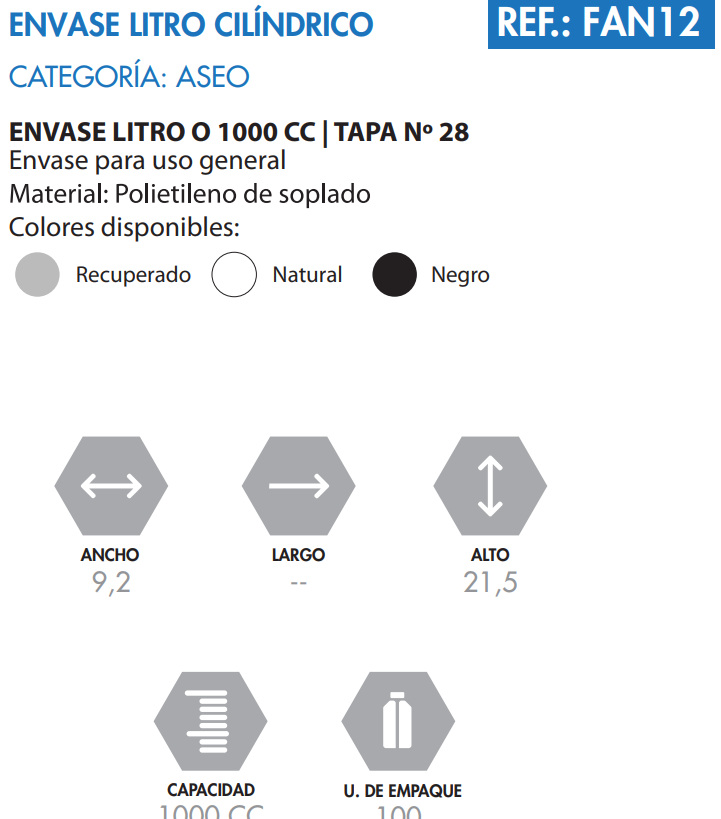 ENVASE LITRO CILÍNDRICO
REF.: FAN12
CATEGORÍA: ASEO
ENVASE LITRO O 1000 CC | TAPA Nº 28
Envase para uso general
Material: Polietileno de soplado
Colores disponibles:
Recuperado Natural Negro
ANCHO LARGO ALTO
9,2 -- 21,5
CAPACIDAD U. DE EMPAQUE
1000 CC 100